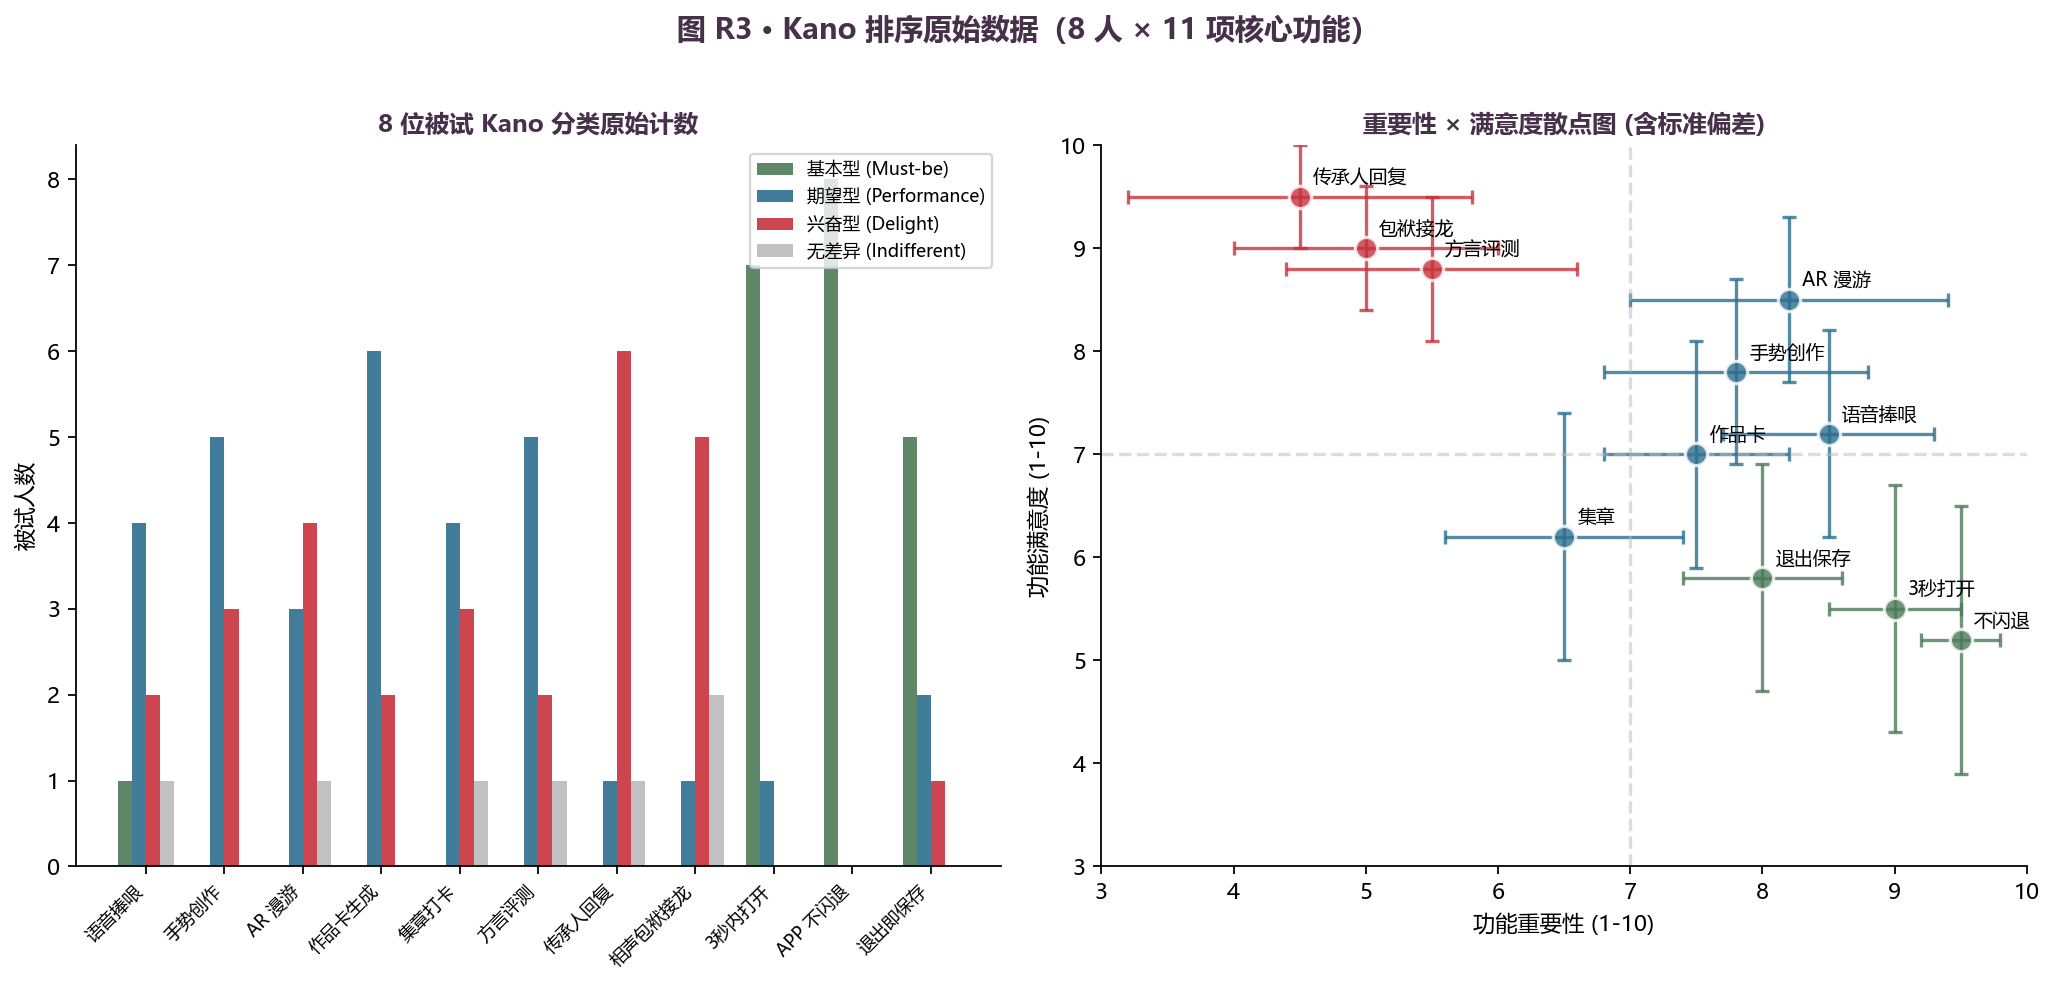 图 R3 • Kano 排序原始数据（8 人 × 11 项核心功能）
8 位被试 Kano 分类原始计数
基本型 (Must-be)
期望型 (Performance)
兴奋型 (Delight)
无差异 (Indifferent)
被试人数
8
7
6
5
4
3
2
1
0
语音捧哏
手势创作
AR 漫游
作品卡生成
集章打卡
方言评测
传承人回复
相声包袱接龙
3秒内打开
APP 不闪退
退出即保存
重要性 × 满意度散点图 (含标准偏差)
功能满意度 (1-10)
10
9
8
7
6
5
4
3
传承人回复
包袱接龙
方言评测
AR 漫游
手势创作
语音捧哏
作品卡
集章
退出保存
3秒打开
不闪退
3
4
5
6
7
8
9
10
功能重要性 (1-10)